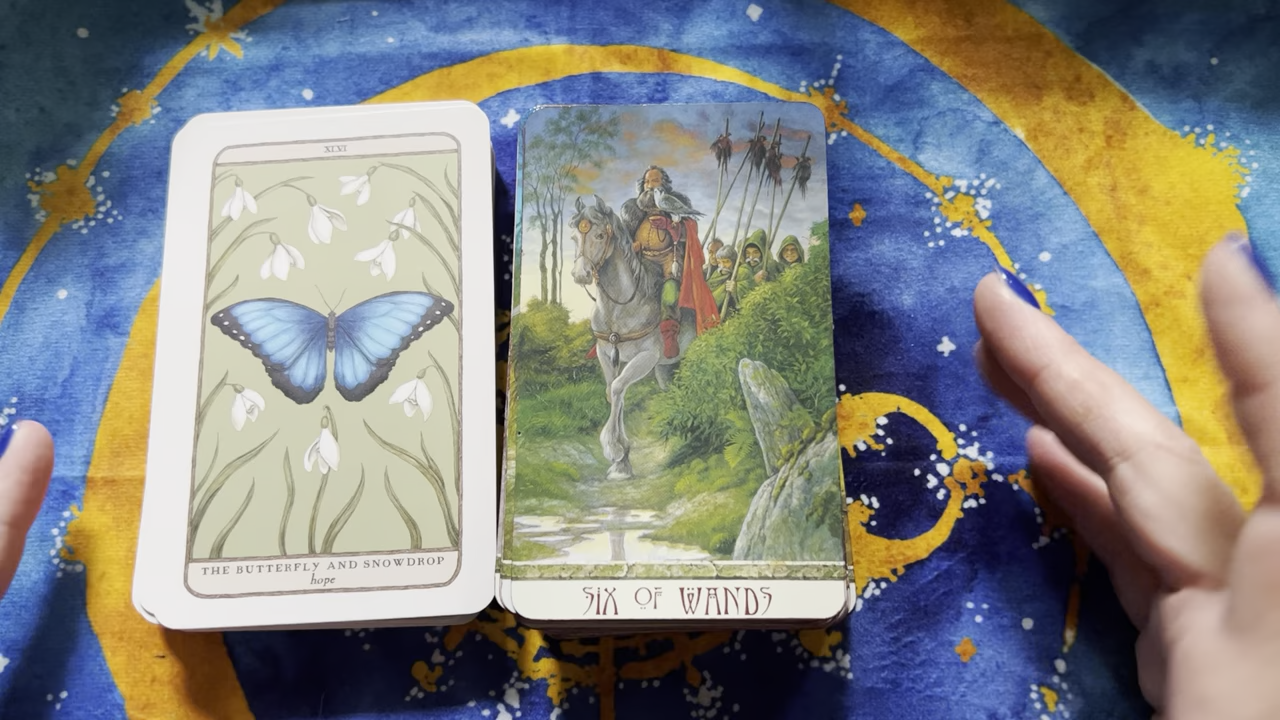 XLVI
THE BUTTERFLY AND SNOWDROP
hope
SIX OF WANDS